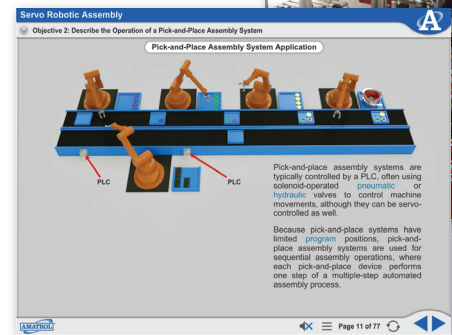 Servo Robotic Assembly
Objective 2: Describe the Operation of a Pick-and-Place Assembly System
Pick-and-Place Assembly System Application
PLC
PLC
Pick-and-place assembly systems are
typically controlled by a PLC, often using
solenoid-operated pneumatic or
hydraulic valves to control machine
movements, although they can be servo-
controlled as well.
Because pick-and-place systems have
limited program positions, pick-and-
place assembly systems are used for
sequential assembly operations, where
each pick-and-place device performs
one step of a multiple-step automated
assembly process.
AMATROL
Page 11 of 77